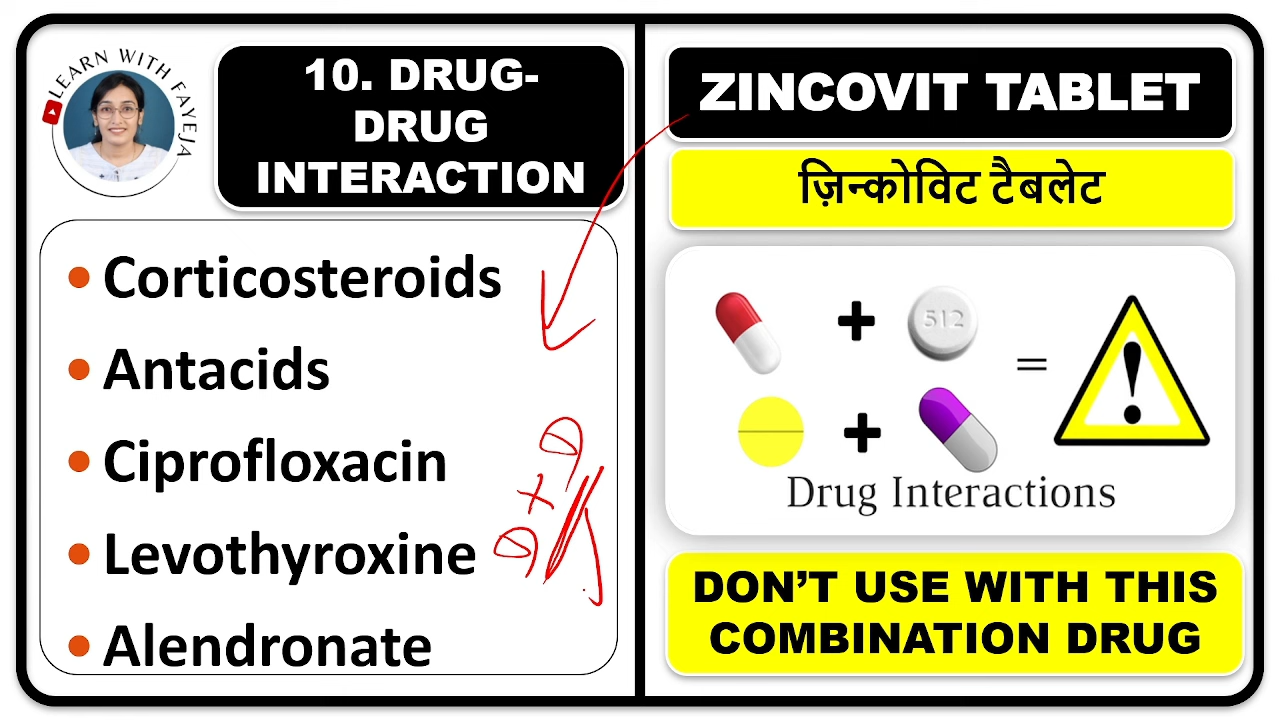 LEARN WITH FAYEJA
10. DRUG-
DRUG
INTERACTION
• Corticosteroids
• Antacids
• Ciprofloxacin
• Levothyroxine
• Alendronate
ZINCOVIT TABLET
ज़िन्कोविट टैबलेट
+ 512
=
+
!
Drug Interactions
DON’T USE WITH THIS
COMBINATION DRUG